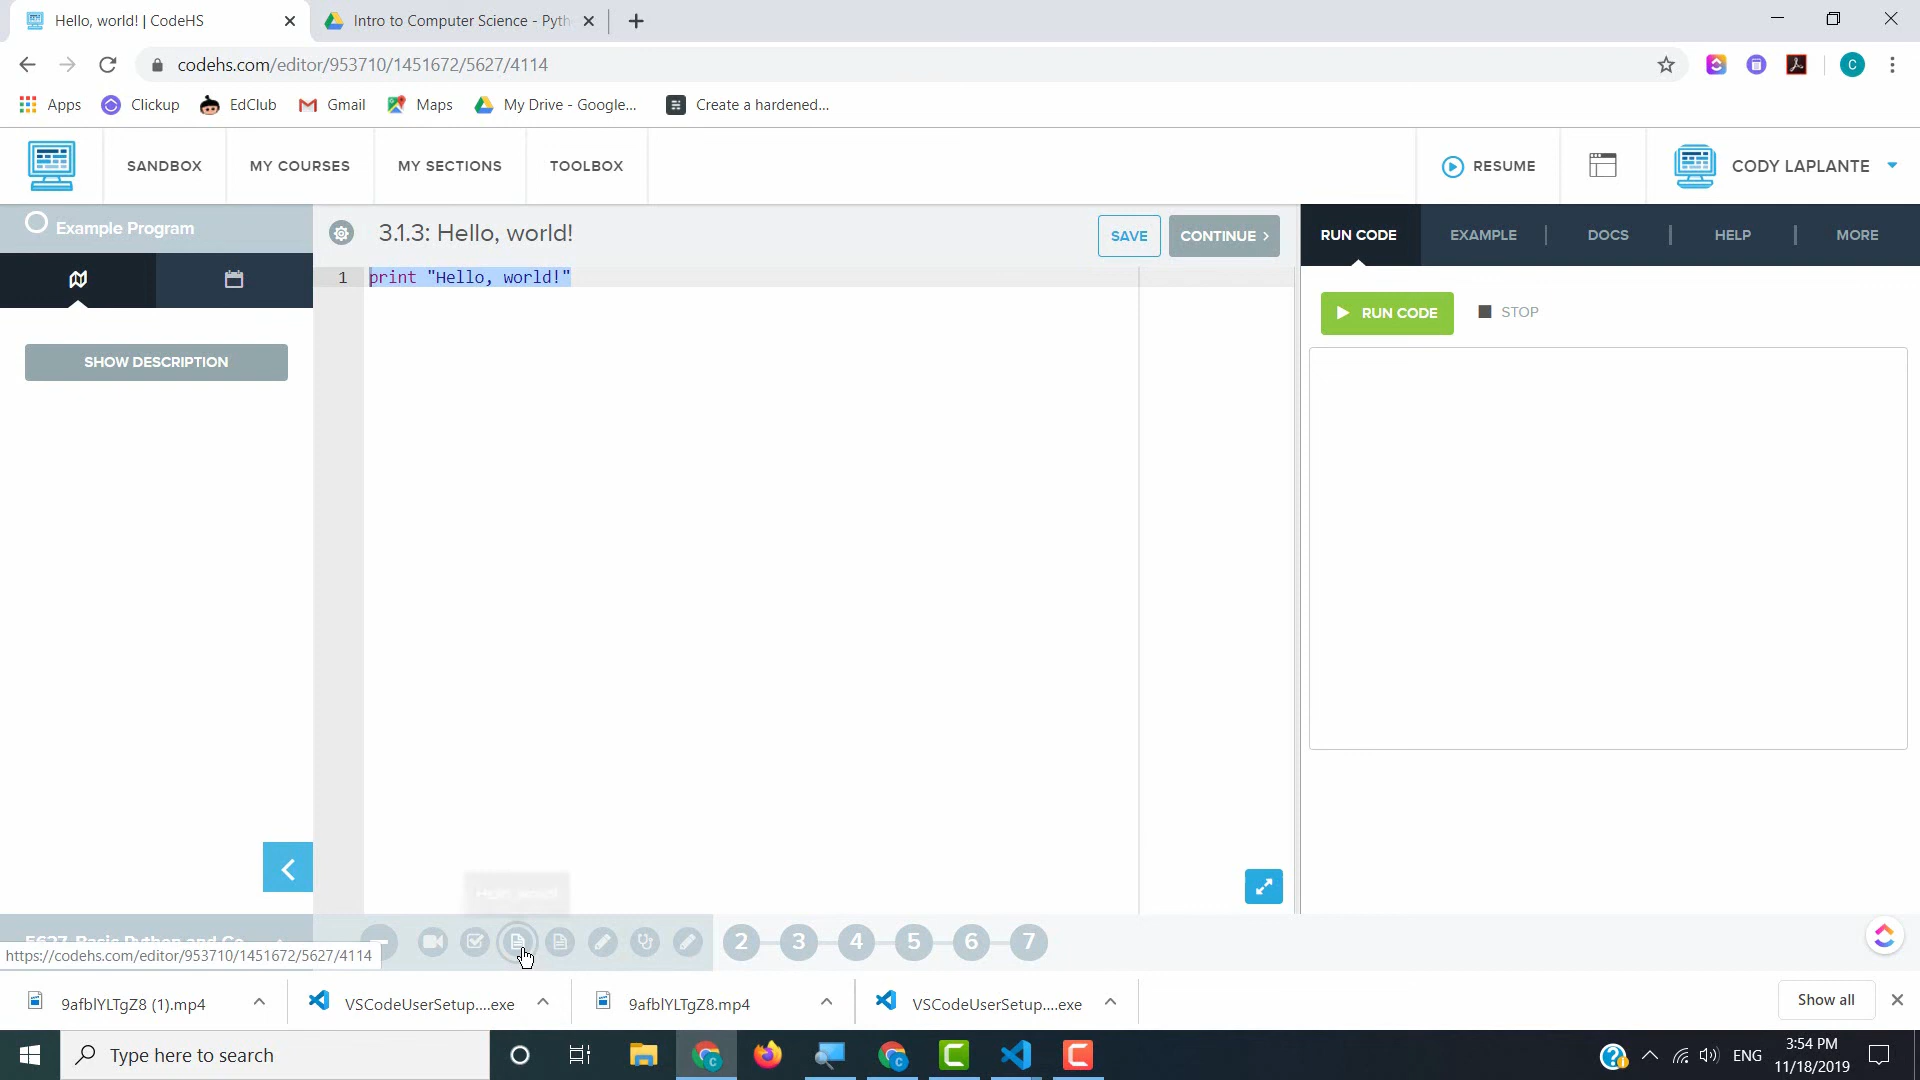 Hello, world! | CodeHS
Intro to Computer Science - Pyth
codehs.com/editor/953710/1451672/5627/4114
C
Apps
Clickup
EdClub
Gmail
Maps
My Drive - Google...
Create a hardened...
SANDBOX
MY COURSES
MY SECTIONS
TOOLBOX
RESUME
CODY LAPLANTE
Example Program
3.1.3: Hello, world!
SAVE
CONTINUE >
RUN CODE
EXAMPLE
DOCS
HELP
MORE
1 print "Hello, world!"
RUN CODE
STOP
SHOW DESCRIPTION
Hello, world!
2
3
4
5
6
7
https://codehs.com/editor/953710/1451672/5627/4114
9afblYLTgZ8 (1).mp4
VSCodeUserSetup....exe
9afblYLTgZ8.mp4
VSCodeUserSetup....exe
Show all
Type here to search
ENG
3:54 PM
11/18/2019